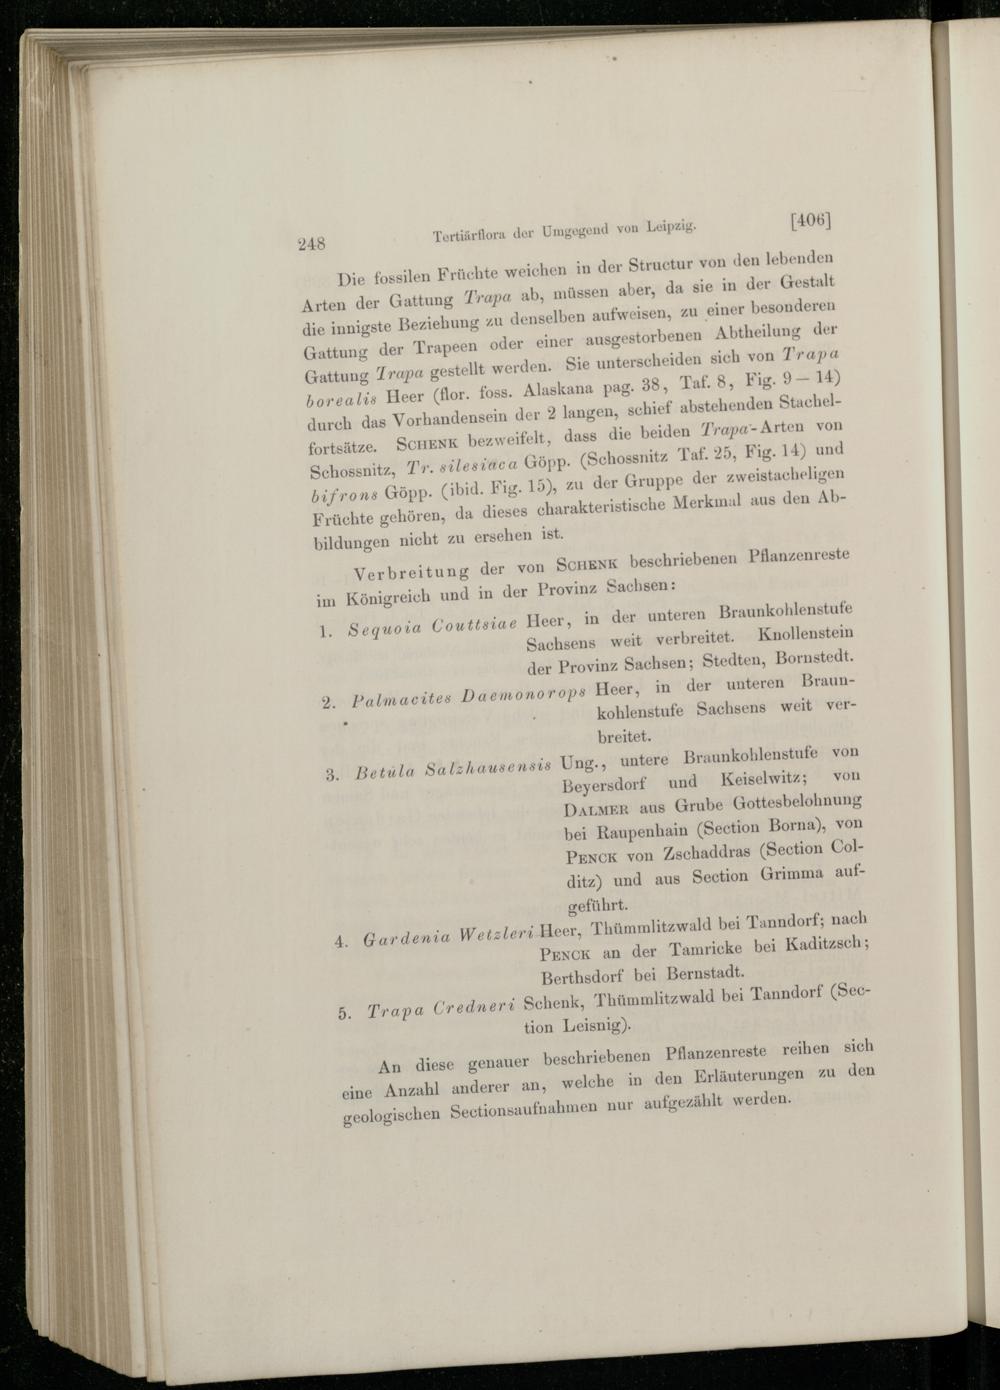 248 Tertiärflora der Umgegend von Leipzig. [406]
Die fossilen Früchte weichen in der Structur von den lebenden
Arten der Gattung Trapa ab, müssen aber, da sie in der Gestalt
die innigste Beziehung zu denselben aufweisen, zu einer besonderen
Gattung der Trapeen oder einer ausgestorbenen Abtheilung der
Gattung Trapa gestellt werden. Sie unterscheiden sich von Trapa
borealis Heer (flor. foss. Alaskana pag. 38, Taf. 8, Fig. 9—14)
durch das Vorhandensein der 2 langen, schief abstehenden Stachel-
fortsätze. SCHENK bezweifelt, dass die beiden Trapa-Arten von
Schossnitz, Tr. silesiaca Göpp. (Schossnitz Taf. 25, Fig. 14) und
bifrons Göpp. (ibid. Fig. 15), zu der Gruppe der zweistacheligen
Früchte gehören, da dieses charakteristische Merkmal aus den Ab-
bildungen nicht zu ersehen ist.
Verbreitung der von SCHENK beschriebenen Pflanzenreste
im Königreich und in der Provinz Sachsen:
1. Sequoia Couttsiae Heer, in der unteren Braunkohlenstufe
Sachsens weit verbreitet. Knollenstein
der Provinz Sachsen; Stedten, Bornstedt.
2. Palmacites Daemonorops Heer, in der unteren Braun-
kohlenstufe Sachsens weit ver-
breitet.
3. Betula Salzhausensis Ung., untere Braunkohlenstufe von
Beyersdorf und Keiselwitz; von
DALMER aus Grube Gottesbelohnung
bei Raupenhain (Section Borna), von
PENCK von Zschaddras (Section Col-
ditz) und aus Section Grimma auf-
geführt.
4. Gardenia Wetzleri Heer, Thümmlitzwald bei Tanndorf; nach
PENCK an der Tamricke bei Kaditzsch;
Berthsdorf bei Bernstadt.
5. Trapa Credneri Schenk, Thümmlitzwald bei Tanndorf (Sec-
tion Leisnig).
An diese genauer beschriebenen Pflanzenreste reihen sich
eine Anzahl anderer an, welche in den Erläuterungen zu den
geologischen Sectionsaufnahmen nur aufgezählt werden.